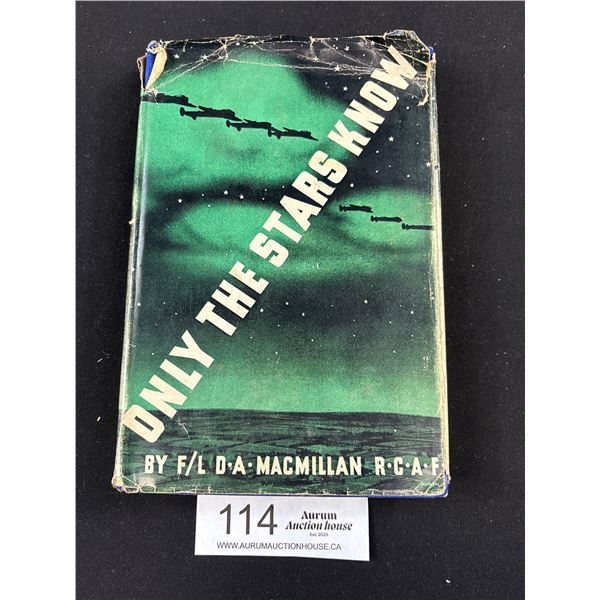 ONLY THE STARS KNOW
BY F/L D·A·MACMILLAN R·C·A·F
114
Aurum
Auction house
Est. 2025
WWW.AURUMAUCTIONHOUSE.CA